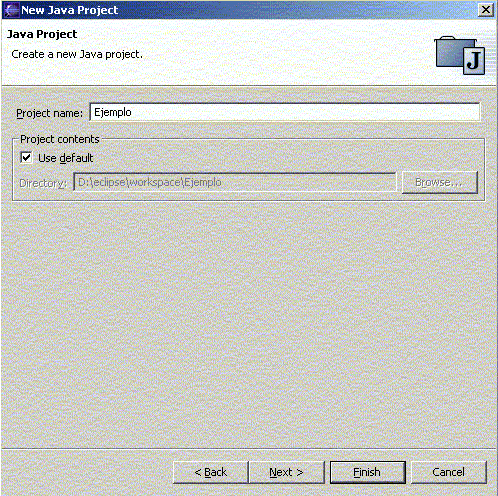 New Java Project
Java Project
Create a new Java project.
J
Project name: Ejemplo
Project contents
Use default
Directory: D:\eclipse\workspace\Ejemplo Browse...
< Back Next > Finish Cancel